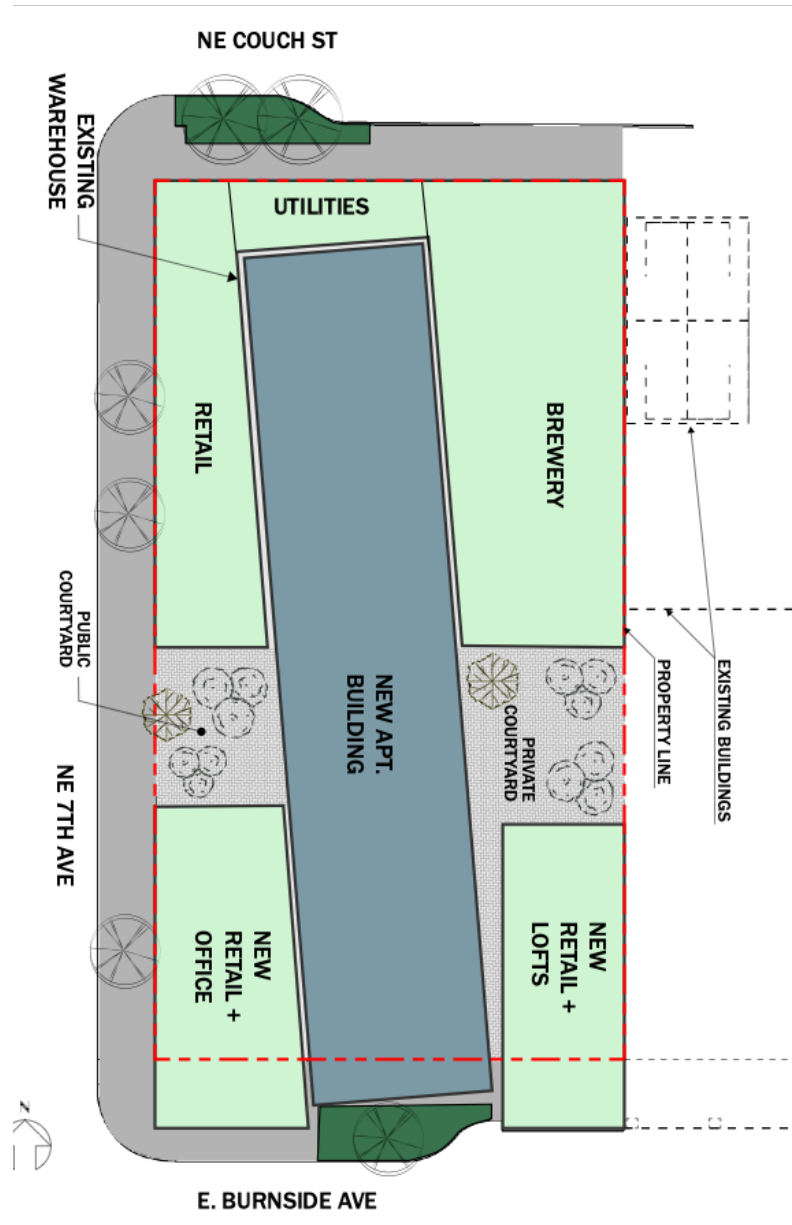 NE COUCH ST
EXISTING
WAREHOUSE
UTILITIES
RETAIL
BREWERY
PUBLIC
COURTYARD
NEW APT.
BUILDING
PRIVATE
COURTYARD
PROPERTY LINE
EXISTING BUILDINGS
NE 7TH AVE
NEW
RETAIL +
OFFICE
NEW
RETAIL +
LOFTS
N
E. BURNSIDE AVE